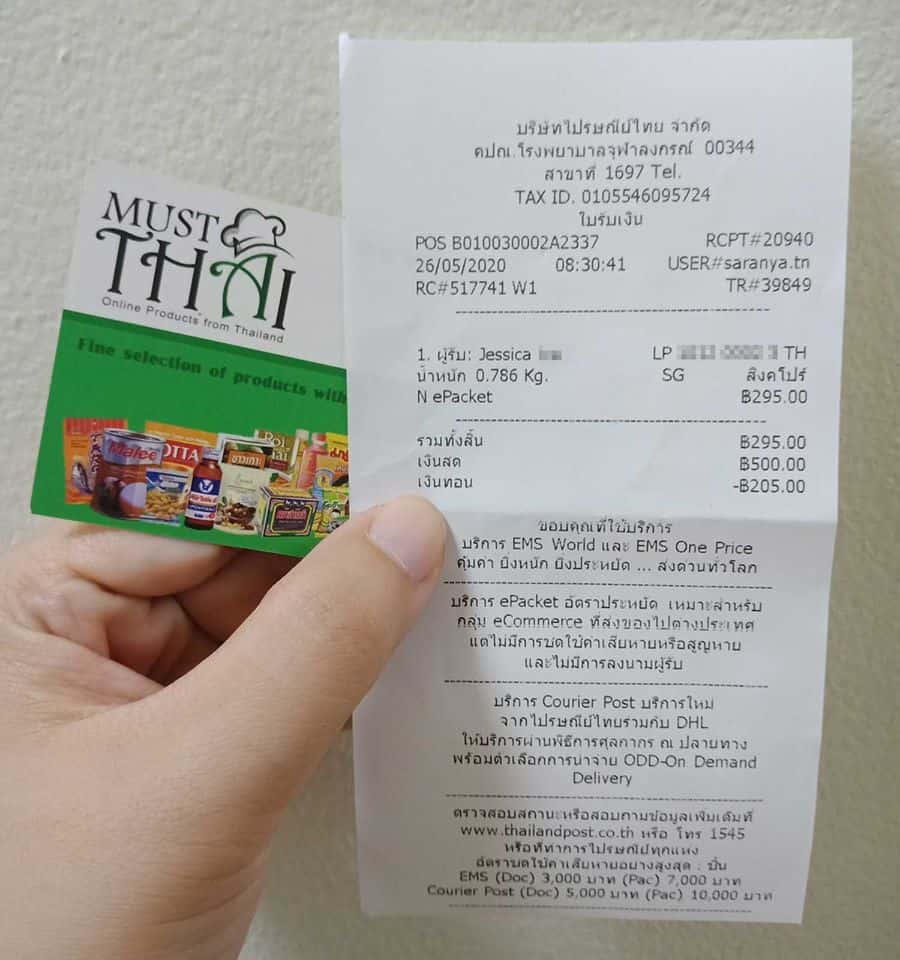 MUST
THAI
Online Products from Thailand
Fine selection of products with
Malee
บริษัทไปรษณีย์ไทย จำกัด
คปณ.โรงพยาบาลจุฬาลงกรณ์ 00344
สาขาที่ 1697 Tel.
TAX ID. 0105546095724
ใบรับเงิน
POS B010030002A2337 RCPT#20940
26/05/2020 08:30:41 USER#saranya.tn
RC#517741 W1 TR#39849
1. ผู้รับ: Jessica LP TH
น้ำหนัก 0.786 Kg. SG สิงคโปร์
N ePacket ฿295.00
รวมทั้งสิ้น ฿295.00
เงินสด ฿500.00
เงินทอน -฿205.00
ขอบคุณที่ใช้บริการ
บริการ EMS World และ EMS One Price
คุ้มค่า ยิ่งหนัก ยิ่งประหยัด ... ส่งด่วนทั่วโลก
บริการ ePacket อัตราประหยัด เหมาะสำหรับ
กลุ่ม eCommerce ที่ส่งของไปต่างประเทศ
แต่ไม่มีการชดใช้ค่าเสียหายหรือสูญหาย
และไม่มีการลงนามผู้รับ
บริการ Courier Post บริการใหม่
จากไปรษณีย์ไทยร่วมกับ DHL
ให้บริการผ่านพิธีการศุลกากร ณ ปลายทาง
พร้อมตัวเลือกการนำจ่าย ODD-On Demand
Delivery
ตรวจสอบสถานะหรือสอบถามข้อมูลเพิ่มเติมที่
www.thailandpost.co.th หรือ โทร 1545
หรือที่ทำการไปรษณีย์ทุกแห่ง
อัตราชดใช้ค่าเสียหายอย่างสูงสุด : ชิ้น
EMS (Doc) 3,000 บาท (Pac) 7,000 บาท
Courier Post (Doc) 5,000 บาท (Pac) 10,000 บาท